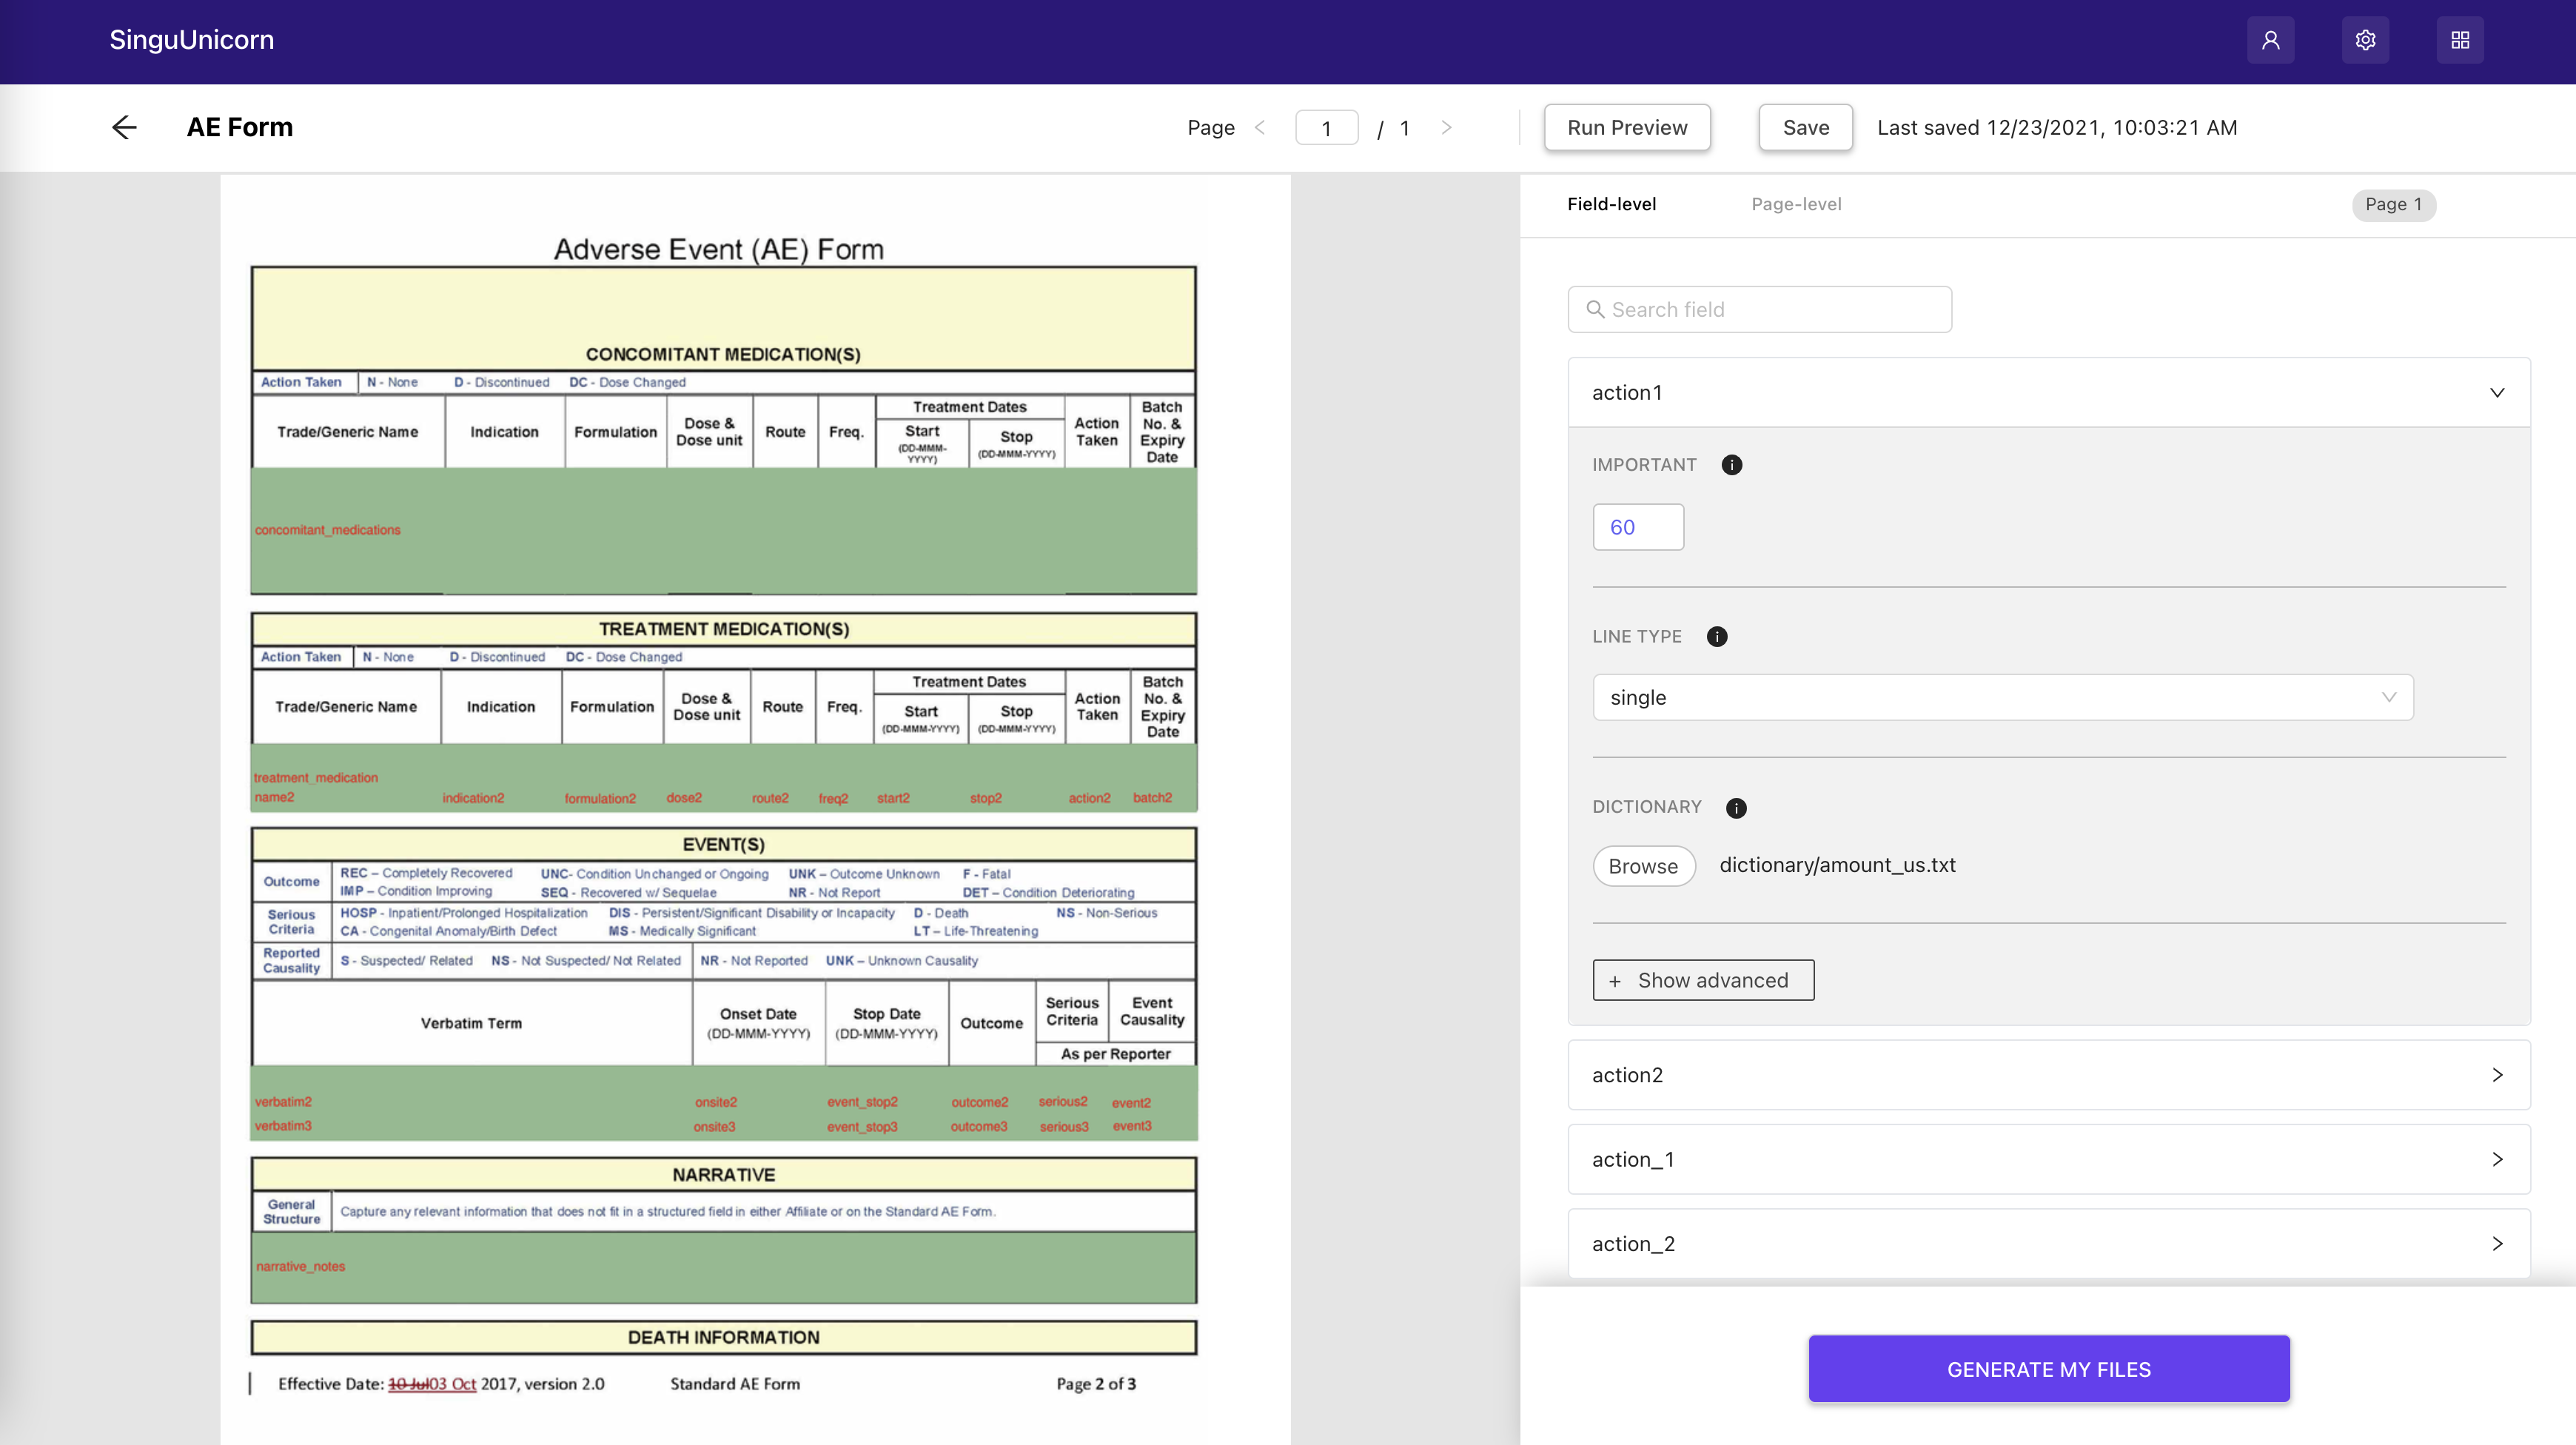 SinguUnicorn
AE Form
Page 1 / 1
Run Preview
Save
Last saved 12/23/2021, 10:03:21 AM
Adverse Event (AE) Form
CONCOMITANT MEDICATION(S)
Action Taken N - None D - Discontinued DC - Dose Changed
Trade/Generic Name
Indication
Formulation
Dose &
Dose unit
Route
Freq.
Treatment Dates
Start
(DD-MMM-
YYYY)
Stop
(DD-MMM-YYYY)
Action
Taken
Batch
No. &
Expiry
Date
concomitant_medications
TREATMENT MEDICATION(S)
Action Taken N - None D - Discontinued DC - Dose Changed
Trade/Generic Name
Indication
Formulation
Dose &
Dose unit
Route
Freq.
Treatment Dates
Start
(DD-MMM-YYYY)
Stop
(DD-MMM-YYYY)
Action
Taken
Batch
No. &
Expiry
Date
treatment_medication
name2 indication2 formulation2 dose2 route2 freq2 start2 stop2 action2 batch2
EVENT(S)
Outcome
REC – Completely Recovered UNC- Condition Unchanged or Ongoing UNK – Outcome Unknown F - Fatal
IMP – Condition Improving SEQ - Recovered w/ Sequelae NR - Not Report DET – Condition Deteriorating
Serious
Criteria
HOSP - Inpatient/Prolonged Hospitalization DIS - Persistent/Significant Disability or Incapacity D - Death NS - Non-Serious
CA - Congenital Anomaly/Birth Defect MS - Medically Significant LT – Life-Threatening
Reported
Causality
S - Suspected/ Related NS - Not Suspected/ Not Related NR - Not Reported UNK – Unknown Causality
Verbatim Term
Onset Date
(DD-MMM-YYYY)
Stop Date
(DD-MMM-YYYY)
Outcome
Serious
Criteria
Event
Causality
As per Reporter
verbatim2 onsite2 event_stop2 outcome2 serious2 event2
verbatim3 onsite3 event_stop3 outcome3 serious3 event3
NARRATIVE
General
Structure
Capture any relevant information that does not fit in a structured field in either Affiliate or on the Standard AE Form.
narrative_notes
DEATH INFORMATION
Effective Date: 10 Jul03 Oct 2017, version 2.0 Standard AE Form Page 2 of 3
Field-level
Page-level
Page 1
Search field
action1
IMPORTANT
60
LINE TYPE
single
DICTIONARY
Browse dictionary/amount_us.txt
+ Show advanced
action2
action_1
action_2
GENERATE MY FILES